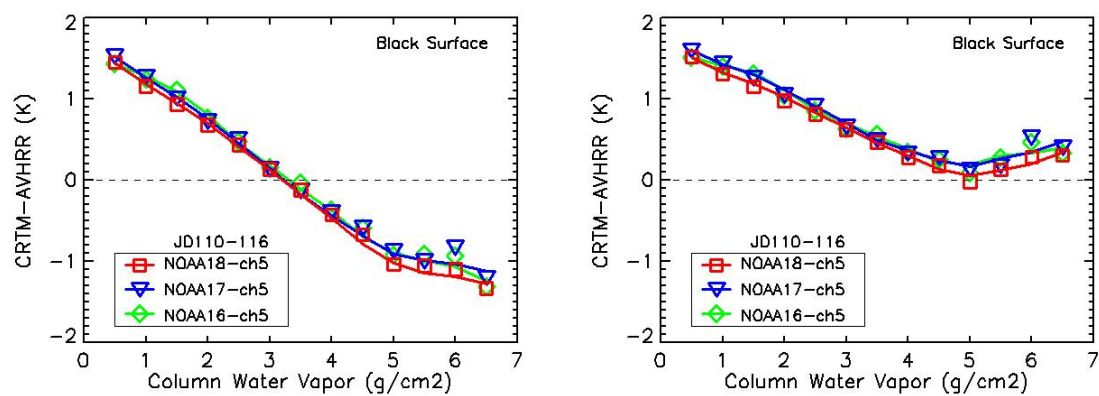 2
1
0
-1
-2
CRTM-AVHRR (K)
Black Surface
JD110-116
NOAA18-ch5
NOAA17-ch5
NOAA16-ch5
0 1 2 3 4 5 6 7
Column Water Vapor (g/cm2)
2
1
0
-1
-2
CRTM-AVHRR (K)
Black Surface
JD110-116
NOAA18-ch5
NOAA17-ch5
NOAA16-ch5
0 1 2 3 4 5 6 7
Column Water Vapor (g/cm2)